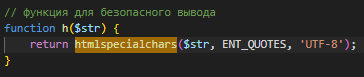 // функция для безопасного вывода
function h($str) {
    return htmlspecialchars($str, ENT_QUOTES, 'UTF-8');
}